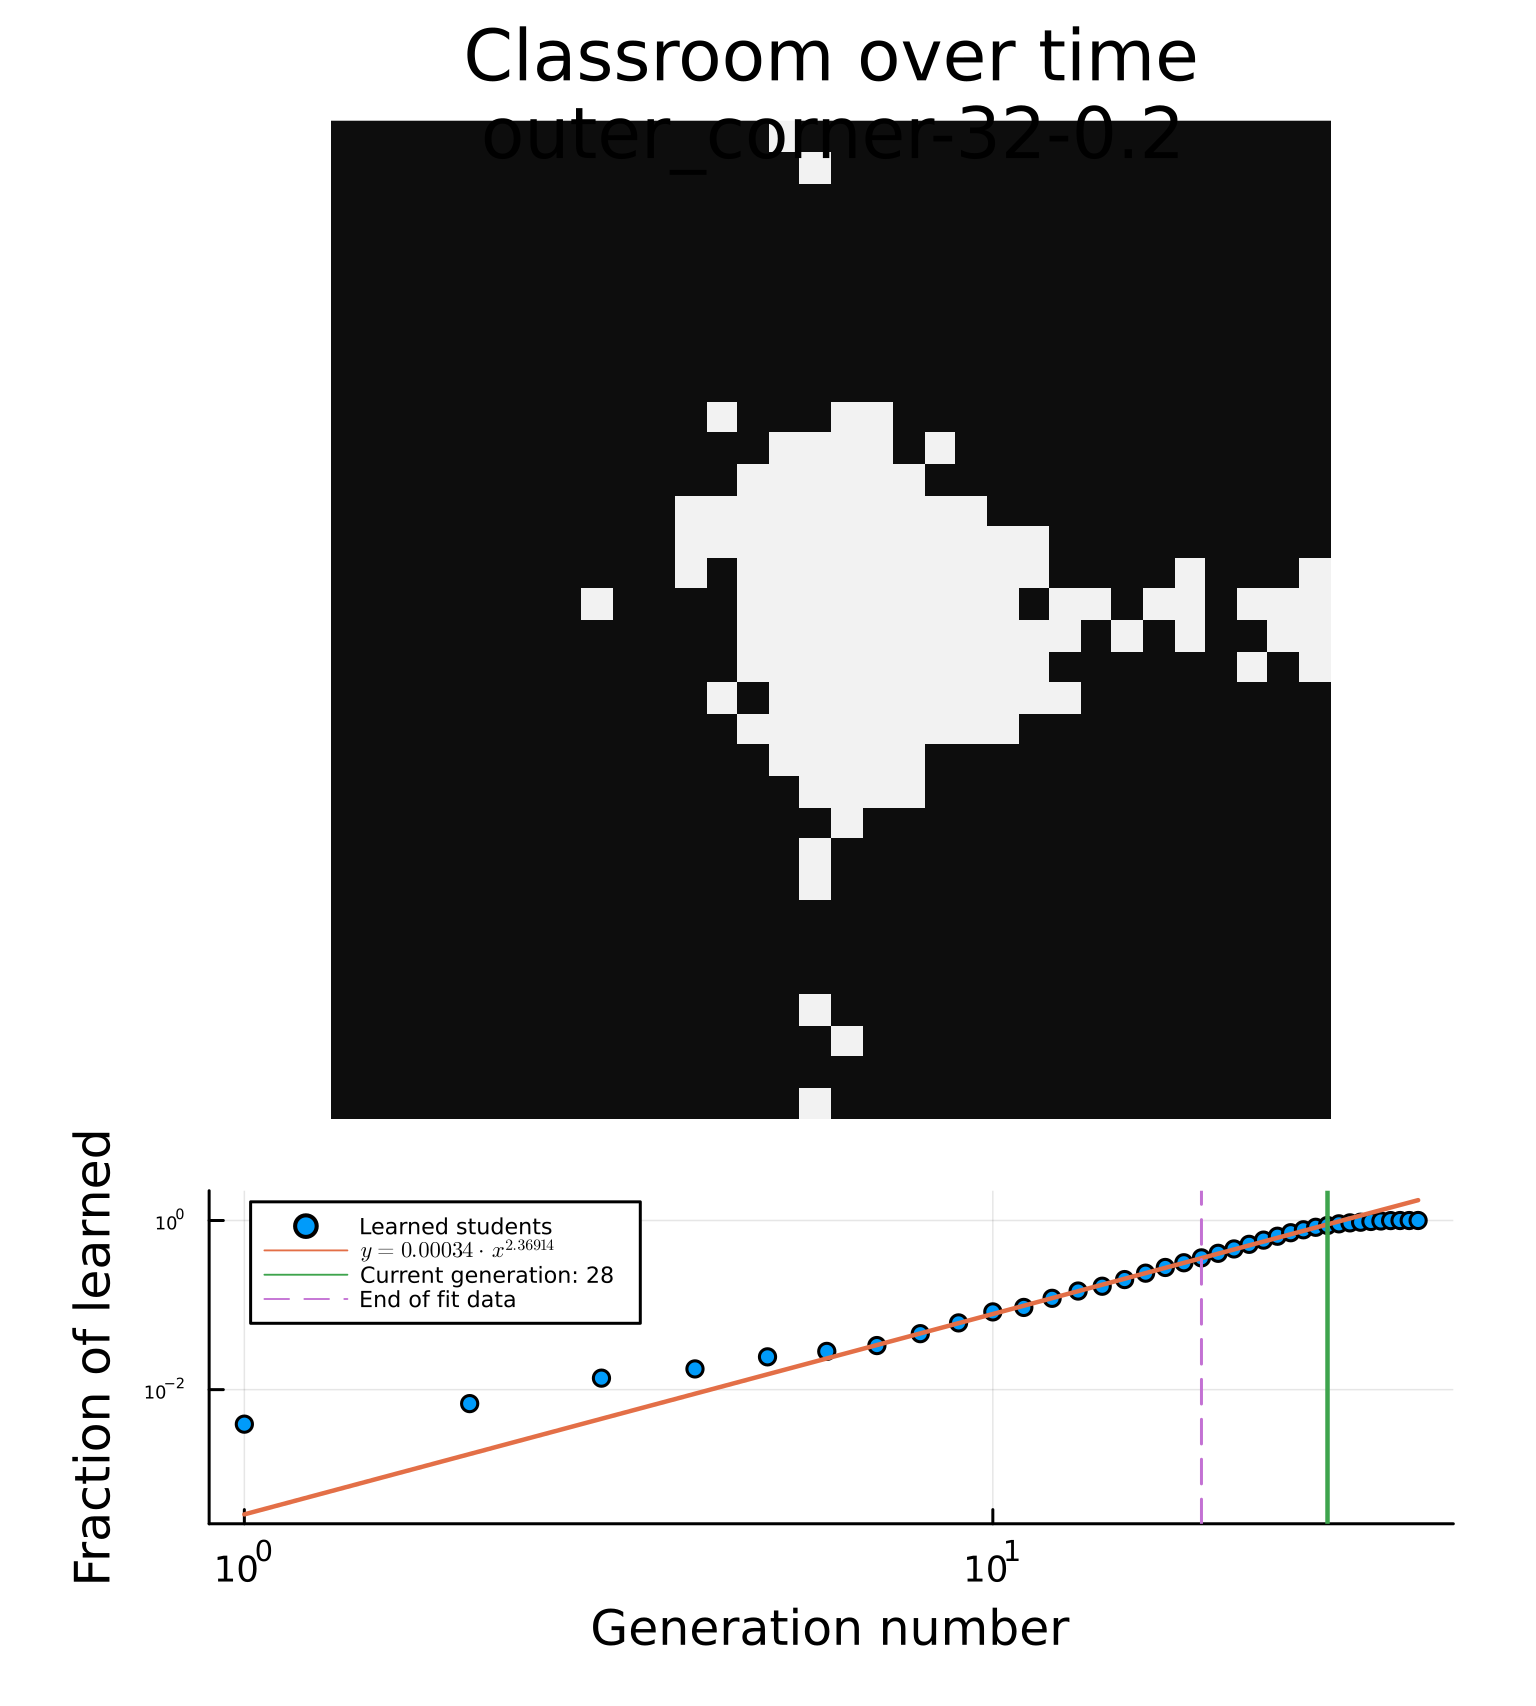 Classroom over time
outer_corner-32-0.2
Fraction of learned
10⁰
10⁻²
Learned students
y = 0.00034 · x^2.36914
Current generation: 28
End of fit data
10⁰
10¹
Generation number